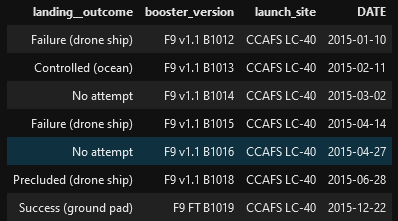 landing__outcome booster_version launch_site DATE
Failure (drone ship) F9 v1.1 B1012 CCAFS LC-40 2015-01-10
Controlled (ocean) F9 v1.1 B1013 CCAFS LC-40 2015-02-11
No attempt F9 v1.1 B1014 CCAFS LC-40 2015-03-02
Failure (drone ship) F9 v1.1 B1015 CCAFS LC-40 2015-04-14
No attempt F9 v1.1 B1016 CCAFS LC-40 2015-04-27
Precluded (drone ship) F9 v1.1 B1018 CCAFS LC-40 2015-06-28
Success (ground pad) F9 FT B1019 CCAFS LC-40 2015-12-22